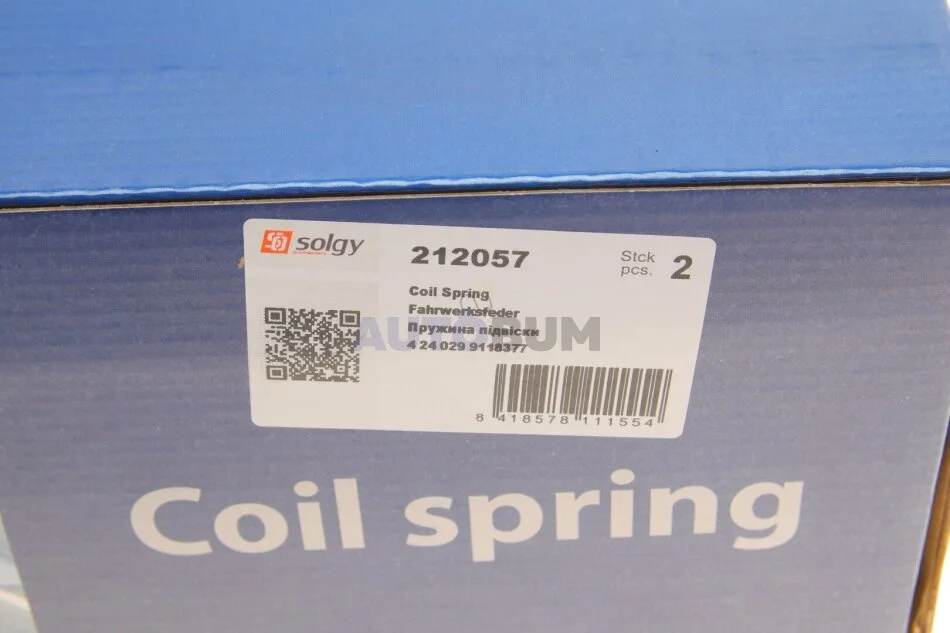 solgy
212057
Stck
pcs. 2
Coil Spring
Fahrwerksfeder
Пружина підвіски
AUTOBUM
4 24 029 9118377
8 418578 111554
Coil spring